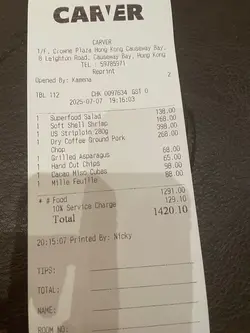 CARVER
CARVER
1/F, Crowne Plaza Hong Kong Causeway Bay,
8 Leighton Road, Causeway Bay, Hong Kong
TEL : 59785971
Reprint
Opened By: Kaeena 2
TBL 112 CHK 0097634 GST 0
2025-07-07 19:16:03
1 Superfood Salad 138.00
1 Soft Shell Shrimp 168.00
1 US Striploin-280g 398.00
1 Dry Coffee Ground Pork 268.00
Chop
1 Grilled Asparagus 68.00
1 Hand Cut Chips 65.00
1 Cacao Miso Cubes 98.00
1 Mille Feuille 88.00
* # Food 1291.00
10% Service Charge 129.10
Total 1420.10
20:15:07 Printed By: Nicky
TIPS:
TOTAL:
NAME:
ROOM NO: